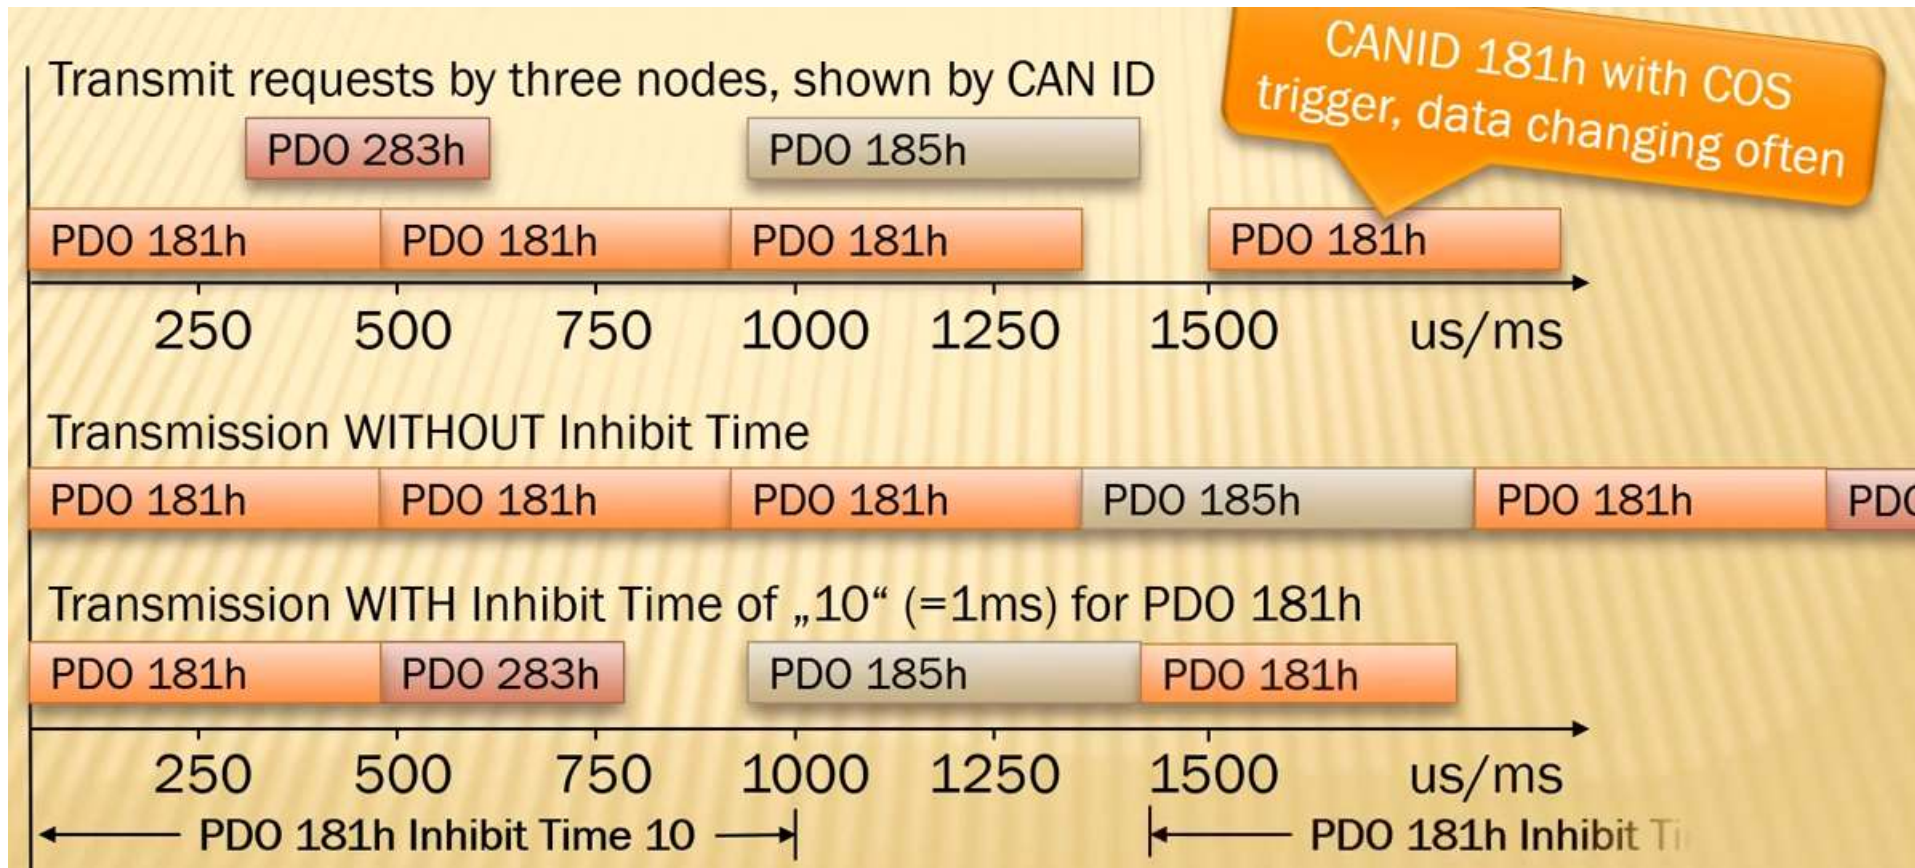 Transmit requests by three nodes, shown by CAN ID
CANID 181h with COS
trigger, data changing often
PDO 283h
PDO 185h
PDO 181h
PDO 181h
PDO 181h
PDO 181h
250
500
750
1000
1250
1500
us/ms
Transmission WITHOUT Inhibit Time
PDO 181h
PDO 181h
PDO 181h
PDO 185h
PDO 181h
Transmission WITH Inhibit Time of „10“ (=1ms) for PDO 181h
PDO 181h
PDO 283h
PDO 185h
PDO 181h
250
500
750
1000
1250
1500
us/ms
PDO 181h Inhibit Time 10
PDO 181h Inhibit